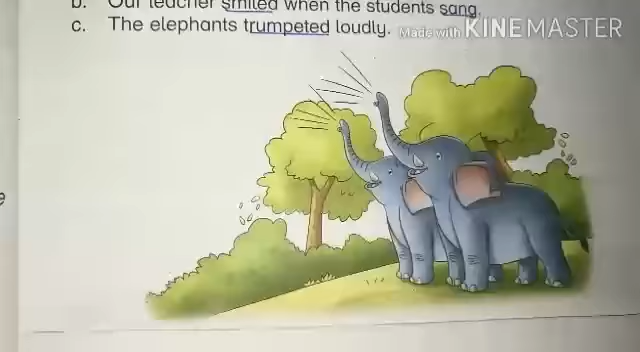 b. Our teacher smiled when the students sang.
c. The elephants trumpeted loudly.
Made with KINEMASTER